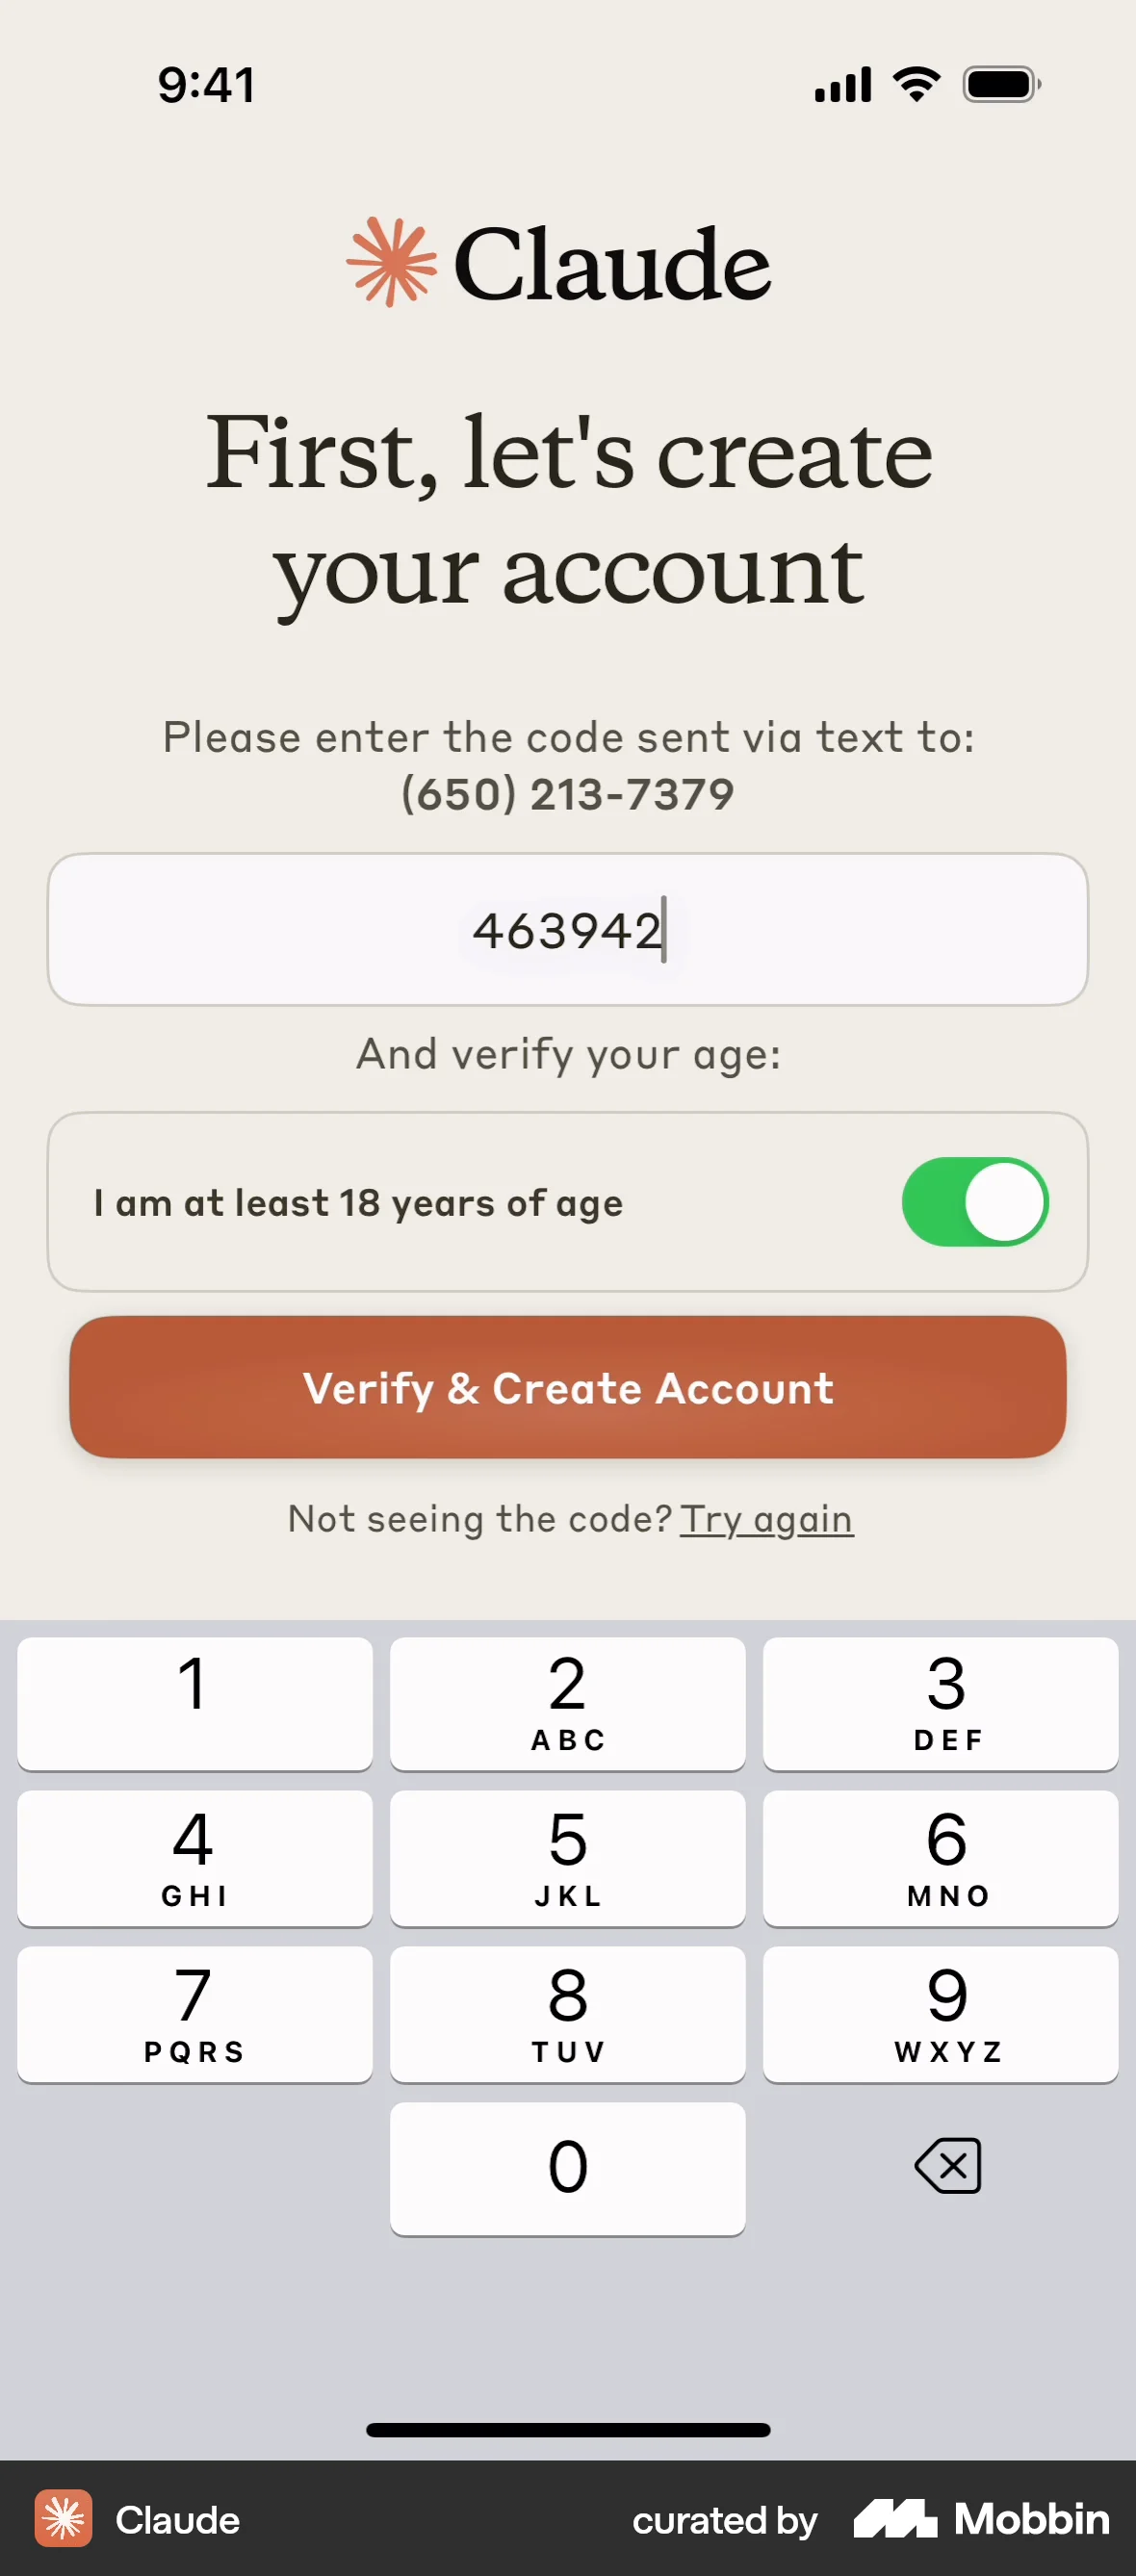 9:41
Claude
First, let's create
your account
Please enter the code sent via text to:
(650) 213-7379
463942
And verify your age:
I am at least 18 years of age
Verify & Create Account
Not seeing the code? Try again
1 2 3
ABC DEF
4 5 6
GHI JKL MNO
7 8 9
PQRS TUV WXYZ
0
Claude curated by Mobbin